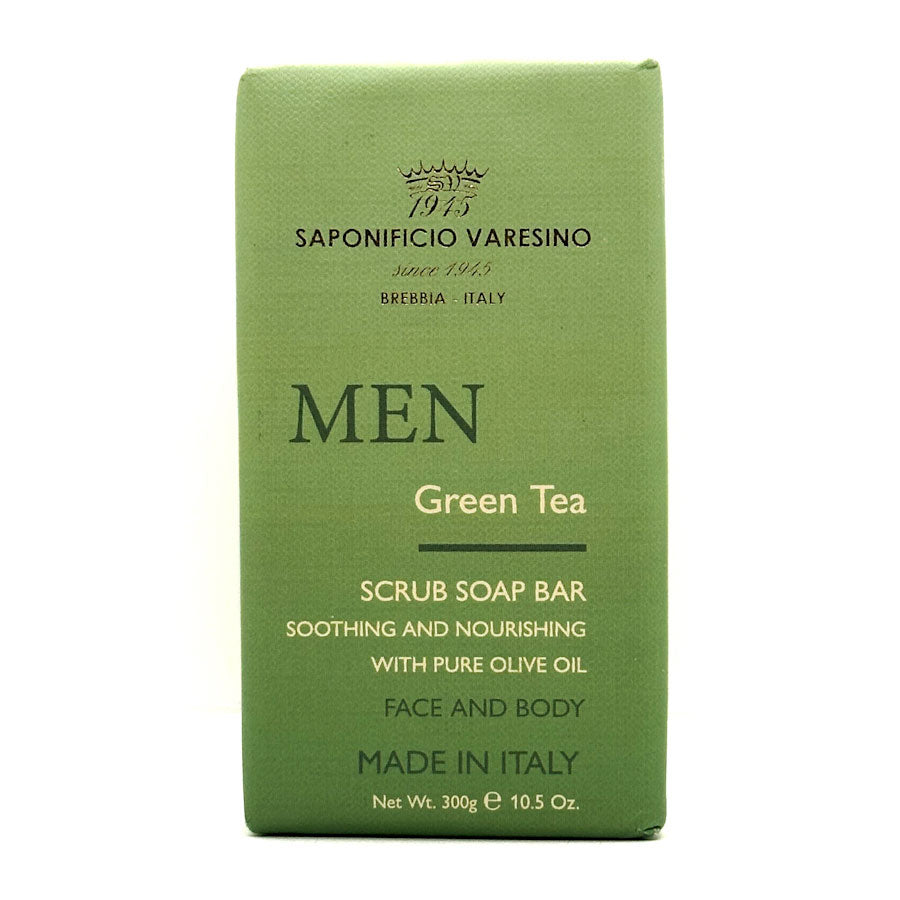 SV
1945
SAPONIFICIO VARESINO
since 1945
BREBBIA - ITALY
MEN
Green Tea
SCRUB SOAP BAR
SOOTHING AND NOURISHING
WITH PURE OLIVE OIL
FACE AND BODY
MADE IN ITALY
Net Wt. 300g ℮ 10.5 Oz.